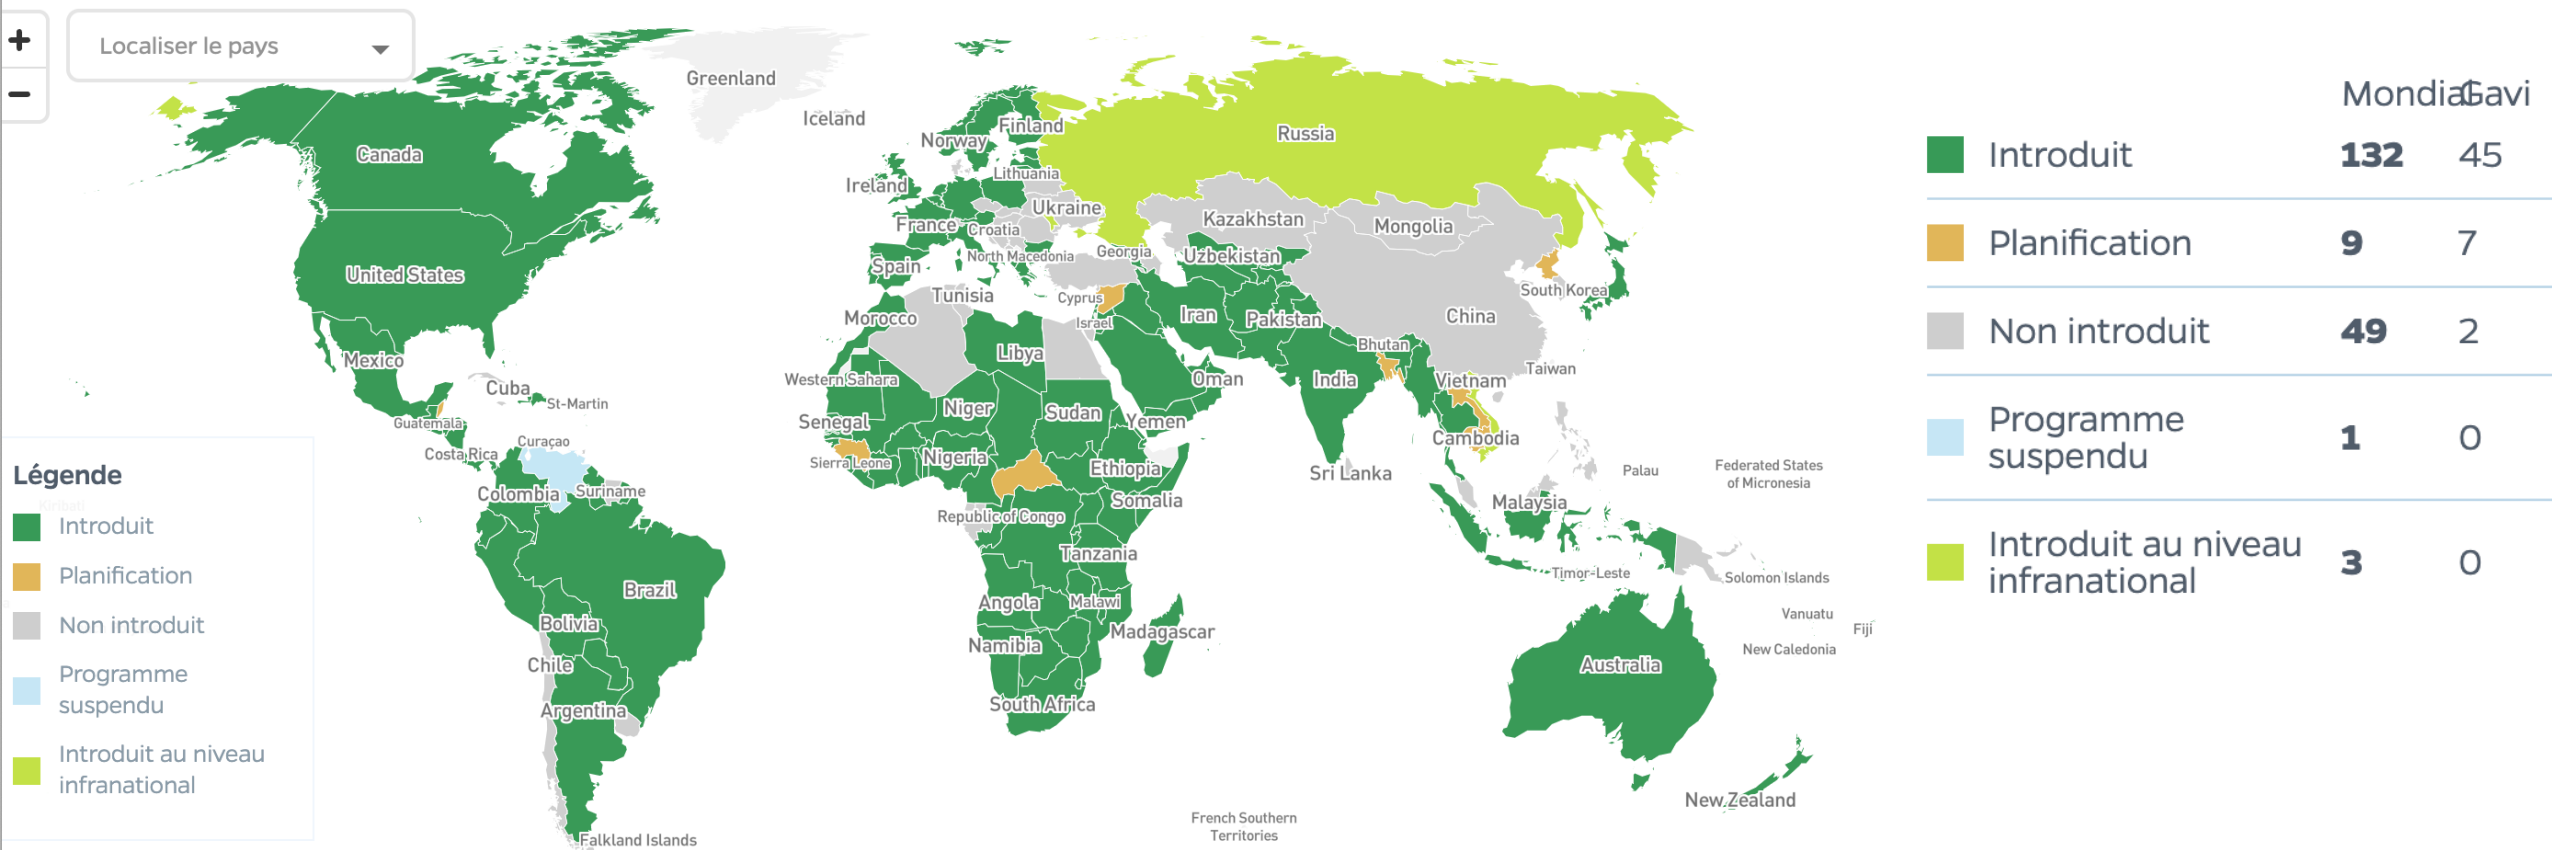 +
Localiser le pays
−
Greenland
Iceland
Finland
Norway
Russia
Canada
Lithuania
Ireland
Ukraine
Kazakhstan
Mongolia
France
Croatia
North Macedonia
Georgia
Uzbekistan
United States
Spain
Tunisia
Cyprus
South Korea
Morocco
Israel
Iran
Pakistan
China
Mexico
Libya
Bhutan
Western Sahara
Oman
India
Vietnam
Taiwan
Cuba
St-Martin
Niger
Sudan
Guatemala
Senegal
Yemen
Curaçao
Costa Rica
Sierra Leone
Nigeria
Ethiopia
Cambodia
Sri Lanka
Palau
Federated States
of Micronesia
Colombia
Suriname
Somalia
Malaysia
Republic of Congo
Tanzania
Timor-Leste
Solomon Islands
Brazil
Angola
Malawi
Vanuatu
Bolivia
Madagascar
Fiji
Namibia
New Caledonia
Chile
Australia
Argentina
South Africa
New Zealand
French Southern
Territories
Falkland Islands
Légende
Kiribati
Introduit
Planification
Non introduit
Programme
suspendu
Introduit au niveau
infranational
Mondial Gavi
Introduit 132 45
Planification 9 7
Non introduit 49 2
Programme
suspendu 1 0
Introduit au niveau
infranational 3 0